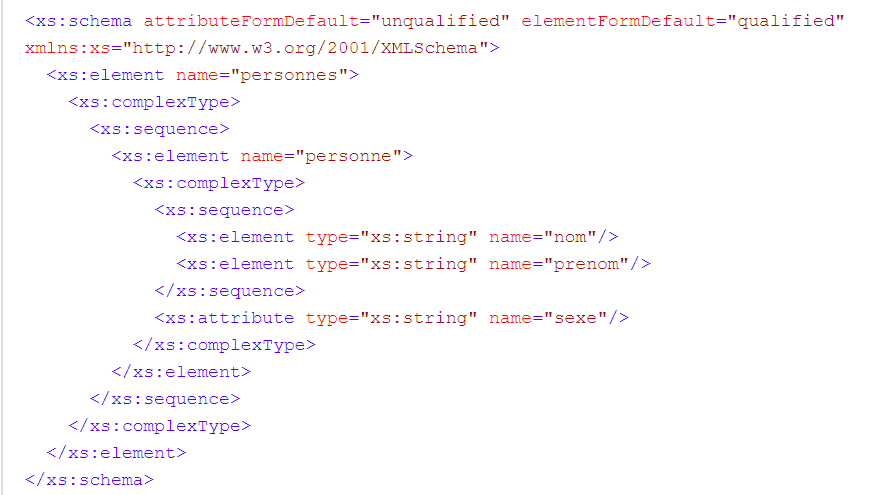 <xs:schema attributeFormDefault="unqualified" elementFormDefault="qualified"
xmlns:xs="http://www.w3.org/2001/XMLSchema">
  <xs:element name="personnes">
    <xs:complexType>
      <xs:sequence>
        <xs:element name="personne">
          <xs:complexType>
            <xs:sequence>
              <xs:element type="xs:string" name="nom"/>
              <xs:element type="xs:string" name="prenom"/>
            </xs:sequence>
            <xs:attribute type="xs:string" name="sexe"/>
          </xs:complexType>
        </xs:element>
      </xs:sequence>
    </xs:complexType>
  </xs:element>
</xs:schema>